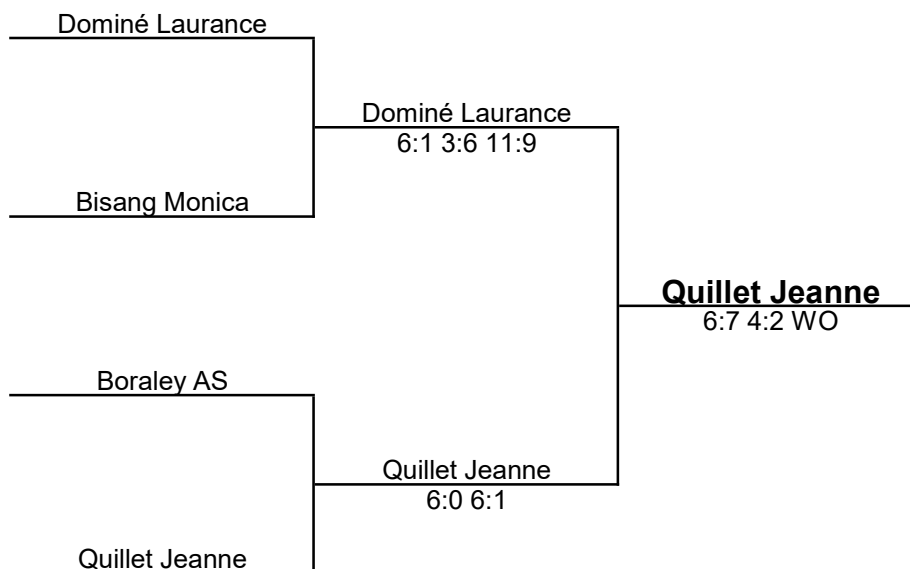 Dominé Laurance
Dominé Laurance
6:1 3:6 11:9
Bisang Monica
Quillet Jeanne
6:7 4:2 WO
Boraley AS
Quillet Jeanne
6:0 6:1
Quillet Jeanne